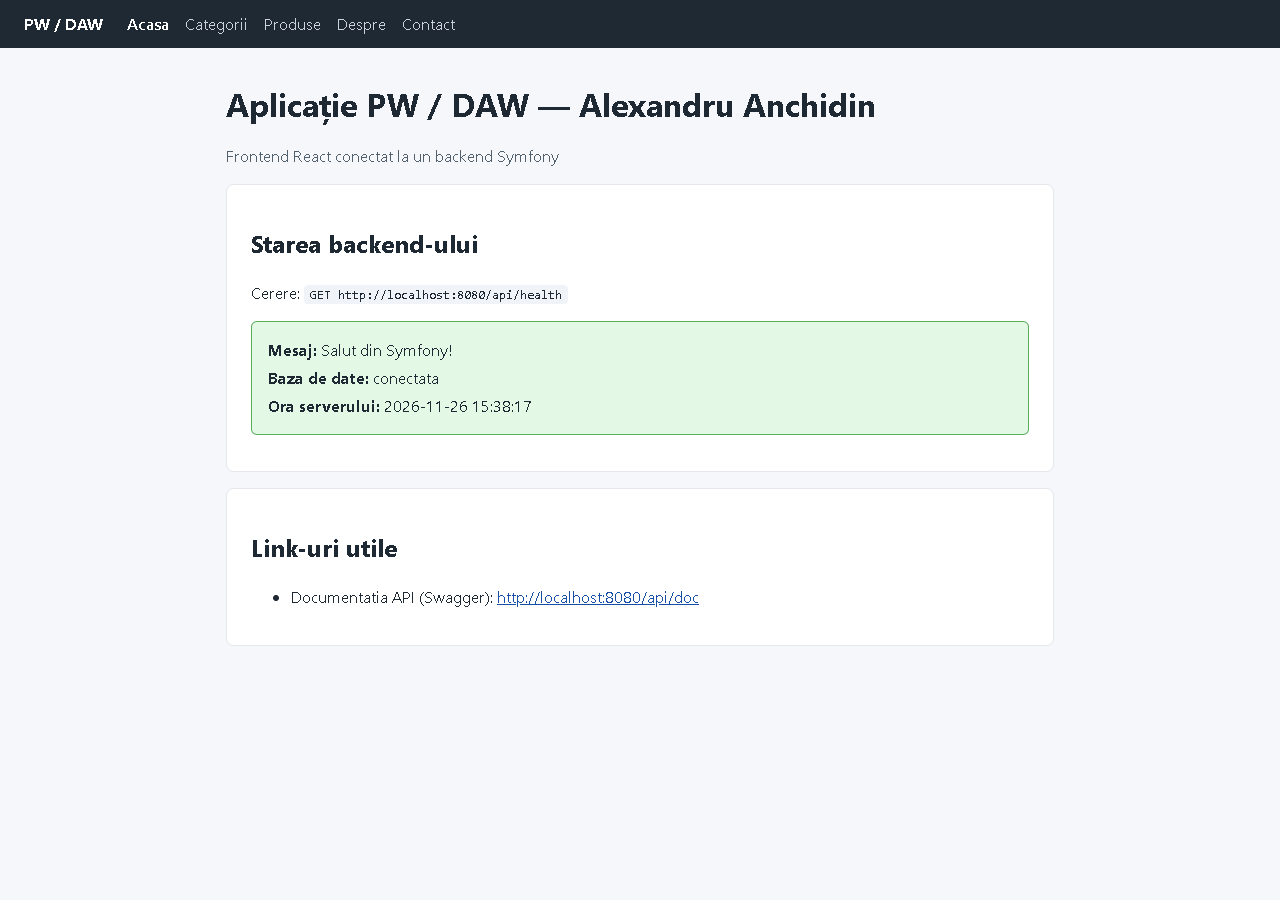 PW / DAW Acasa Categorii Produse Despre Contact
Aplicație PW / DAW — Alexandru Anchidin
Frontend React conectat la un backend Symfony
Starea backend-ului
Cerere: GET http://localhost:8080/api/health
Mesaj: Salut din Symfony!
Baza de date: conectata
Ora serverului: 2026-11-26 15:38:17
Link-uri utile
Documentatia API (Swagger): http://localhost:8080/api/doc